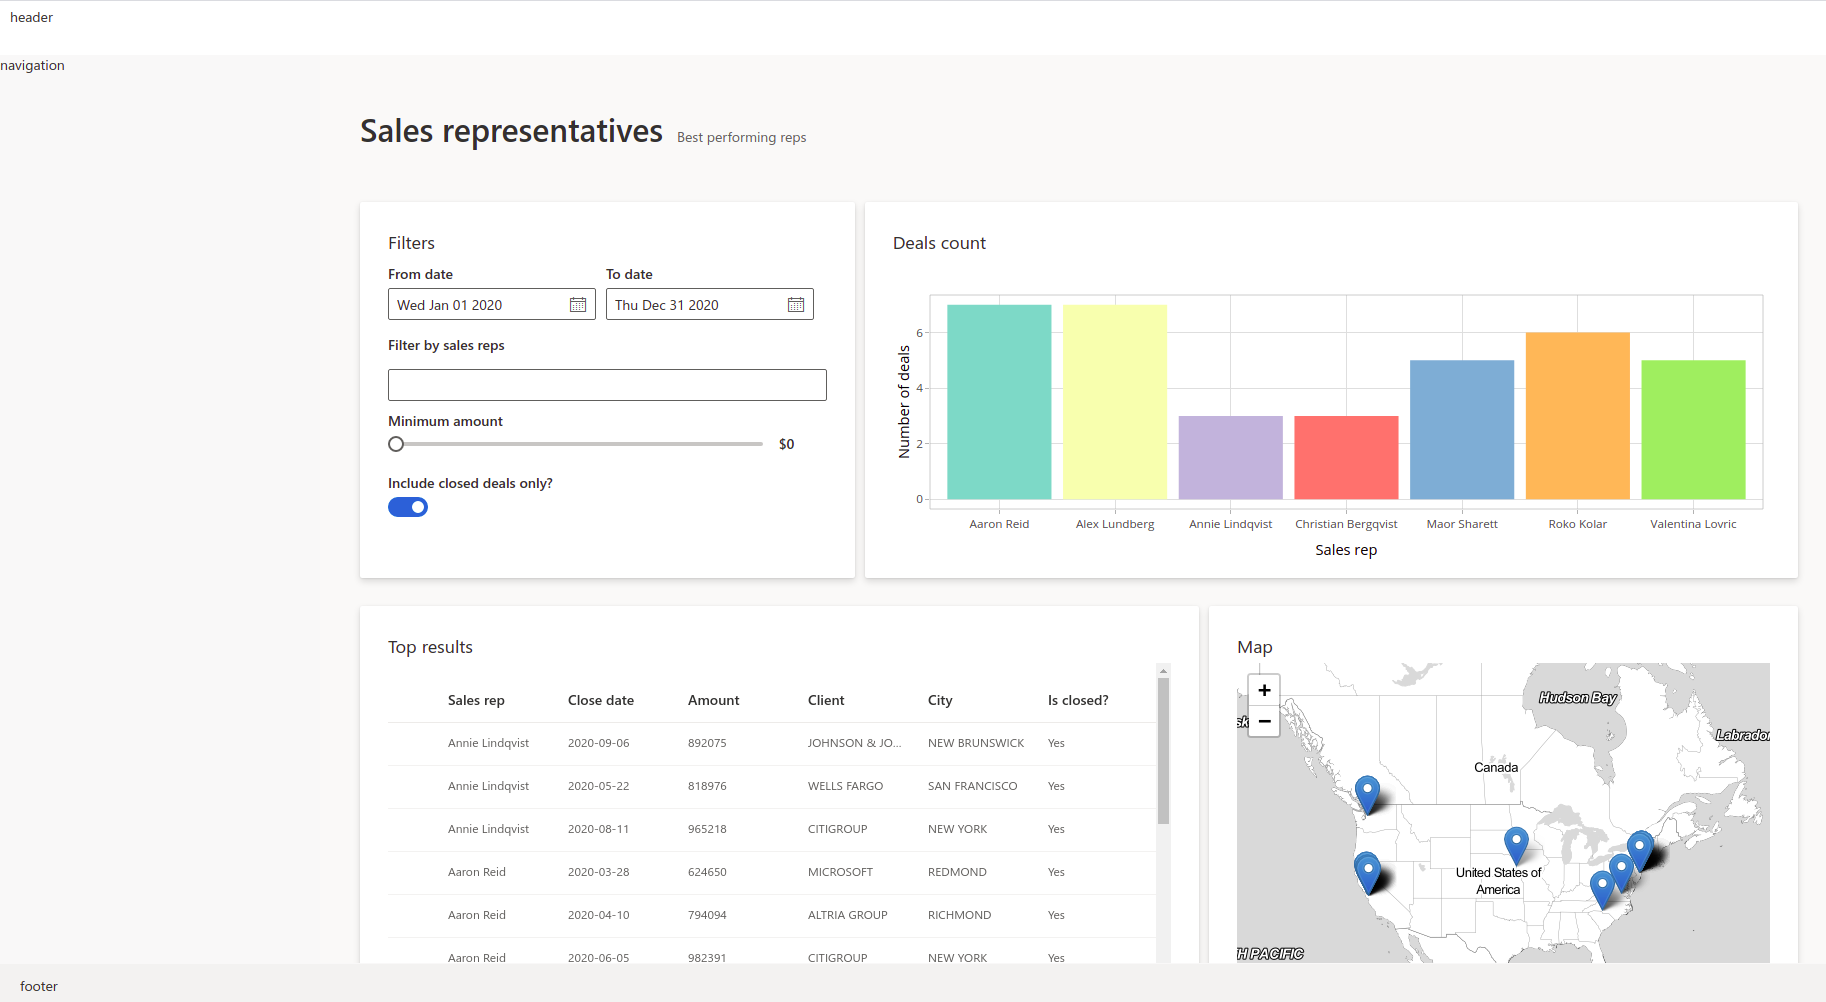 header
navigation
Sales representatives Best performing reps
Filters
From date To date
Wed Jan 01 2020 Thu Dec 31 2020
Filter by sales reps
Minimum amount
$0
Include closed deals only?
Deals count
Number of deals
6
4
2
0
Aaron Reid Alex Lundberg Annie Lindqvist Christian Bergqvist Maor Sharett Roko Kolar Valentina Lovric
Sales rep
Top results
Sales rep Close date Amount Client City Is closed?
Annie Lindqvist 2020-09-06 892075 JOHNSON & JO... NEW BRUNSWICK Yes
Annie Lindqvist 2020-05-22 818976 WELLS FARGO SAN FRANCISCO Yes
Annie Lindqvist 2020-08-11 965218 CITIGROUP NEW YORK Yes
Aaron Reid 2020-03-28 624650 MICROSOFT REDMOND Yes
Aaron Reid 2020-04-10 794094 ALTRIA GROUP RICHMOND Yes
Aaron Reid 2020-06-05 982391 CITIGROUP NEW YORK Yes
Map
+
−
Hudson Bay
sk
Labrador
Canada
United States of
America
H PACIFIC
footer